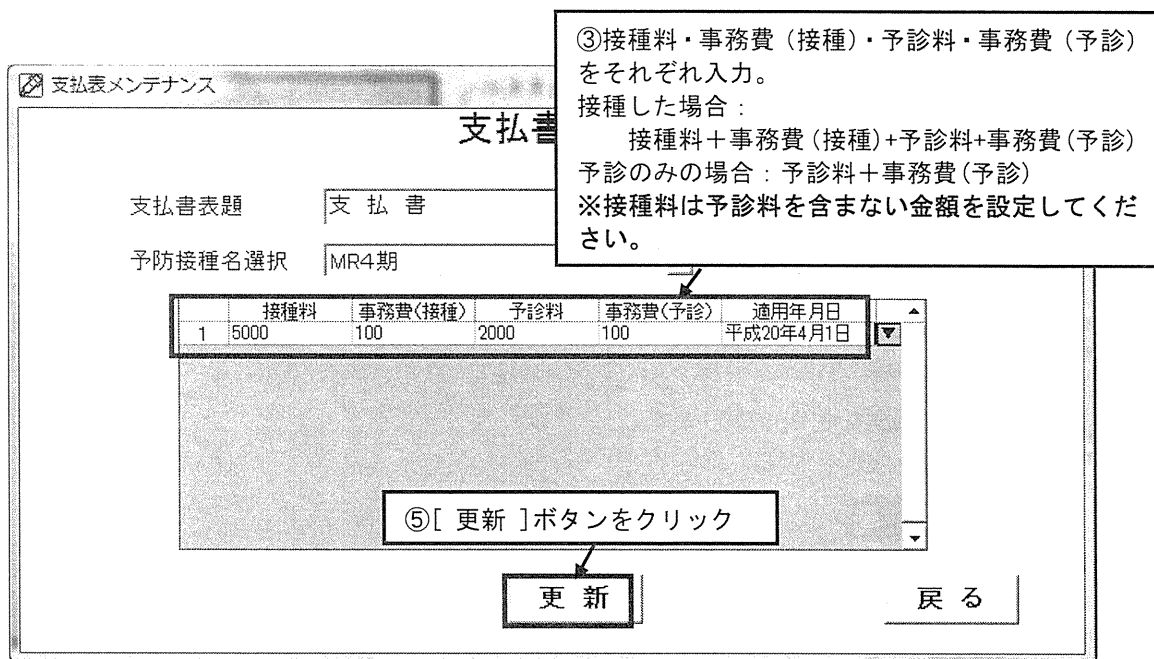 ③接種料・事務費（接種）・予診料・事務費（予診）
をそれぞれ入力。
接種した場合：
接種料＋事務費（接種）+予診料+事務費（予診）
予診のみの場合：予診料＋事務費（予診）
※接種料は予診料を含まない金額を設定してくだ
さい。
支払表メンテナンス
支払書
支払書表題 支 払 書
予防接種名選択 MR4期
接種料 事務費(接種) 予診料 事務費(予診) 適用年月日
1 5000 100 2000 100 平成20年4月1日
⑤[ 更新 ]ボタンをクリック
更 新 戻 る